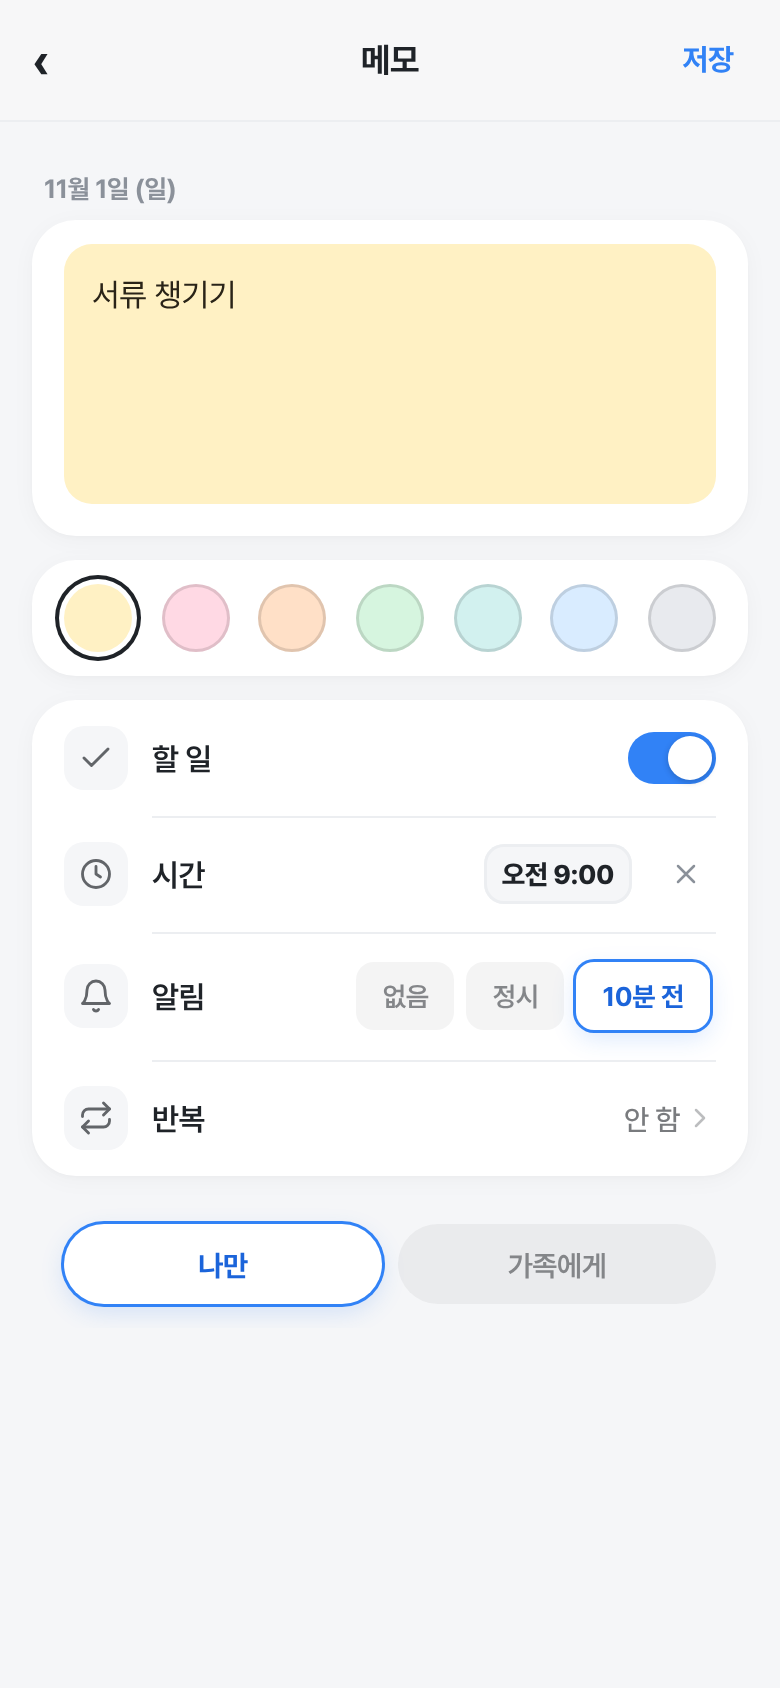 메모
저장
11월 1일 (일)
서류 챙기기
할 일
시간
오전 9:00
알림
없음
정시
10분 전
반복
안 함
나만
가족에게